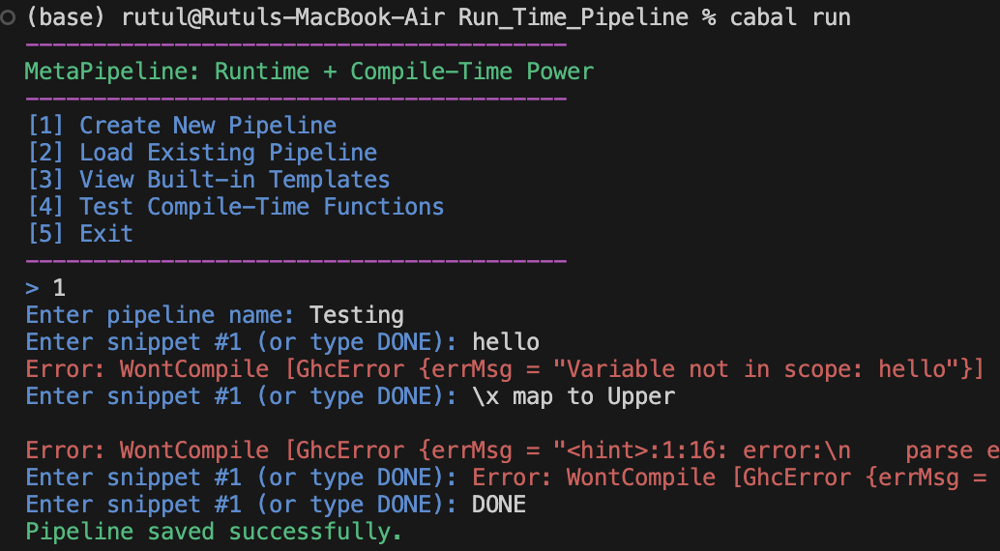 (base) rutul@Rutuls-MacBook-Air Run_Time_Pipeline % cabal run
----------------------------------------
MetaPipeline: Runtime + Compile-Time Power
----------------------------------------
[1] Create New Pipeline
[2] Load Existing Pipeline
[3] View Built-in Templates
[4] Test Compile-Time Functions
[5] Exit
----------------------------------------
> 1
Enter pipeline name: Testing
Enter snippet #1 (or type DONE): hello
Error: WontCompile [GhcError {errMsg = "Variable not in scope: hello"}]
Enter snippet #1 (or type DONE): \x map to Upper
Error: WontCompile [GhcError {errMsg = "<hint>:1:16: error:\n    parse e
Enter snippet #1 (or type DONE): Error: WontCompile [GhcError {errMsg =
Enter snippet #1 (or type DONE): DONE
Pipeline saved successfully.